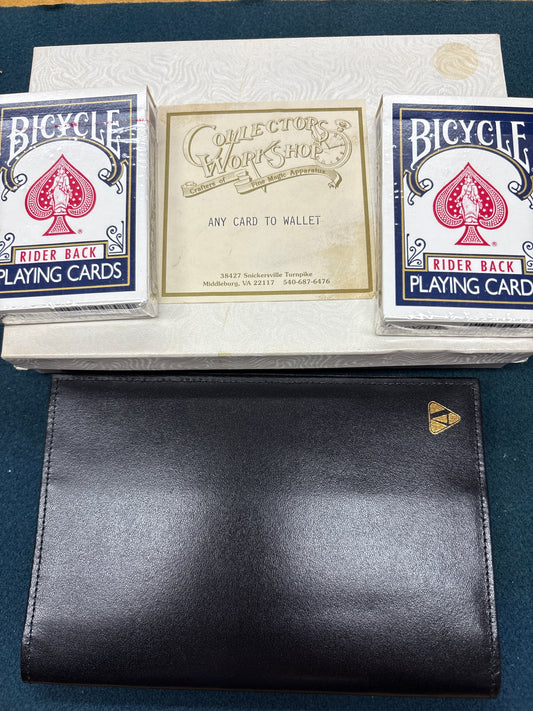 BICYCLE
RIDER BACK
PLAYING CARDS
COLLECTORS
WORKSHOP
Crafters of Fine Magic Apparatus
ANY CARD TO WALLET
38427 Snickersville Turnpike
Middleburg, VA 22117 540-687-6476
BICYCLE
RIDER BACK
PLAYING CARDS